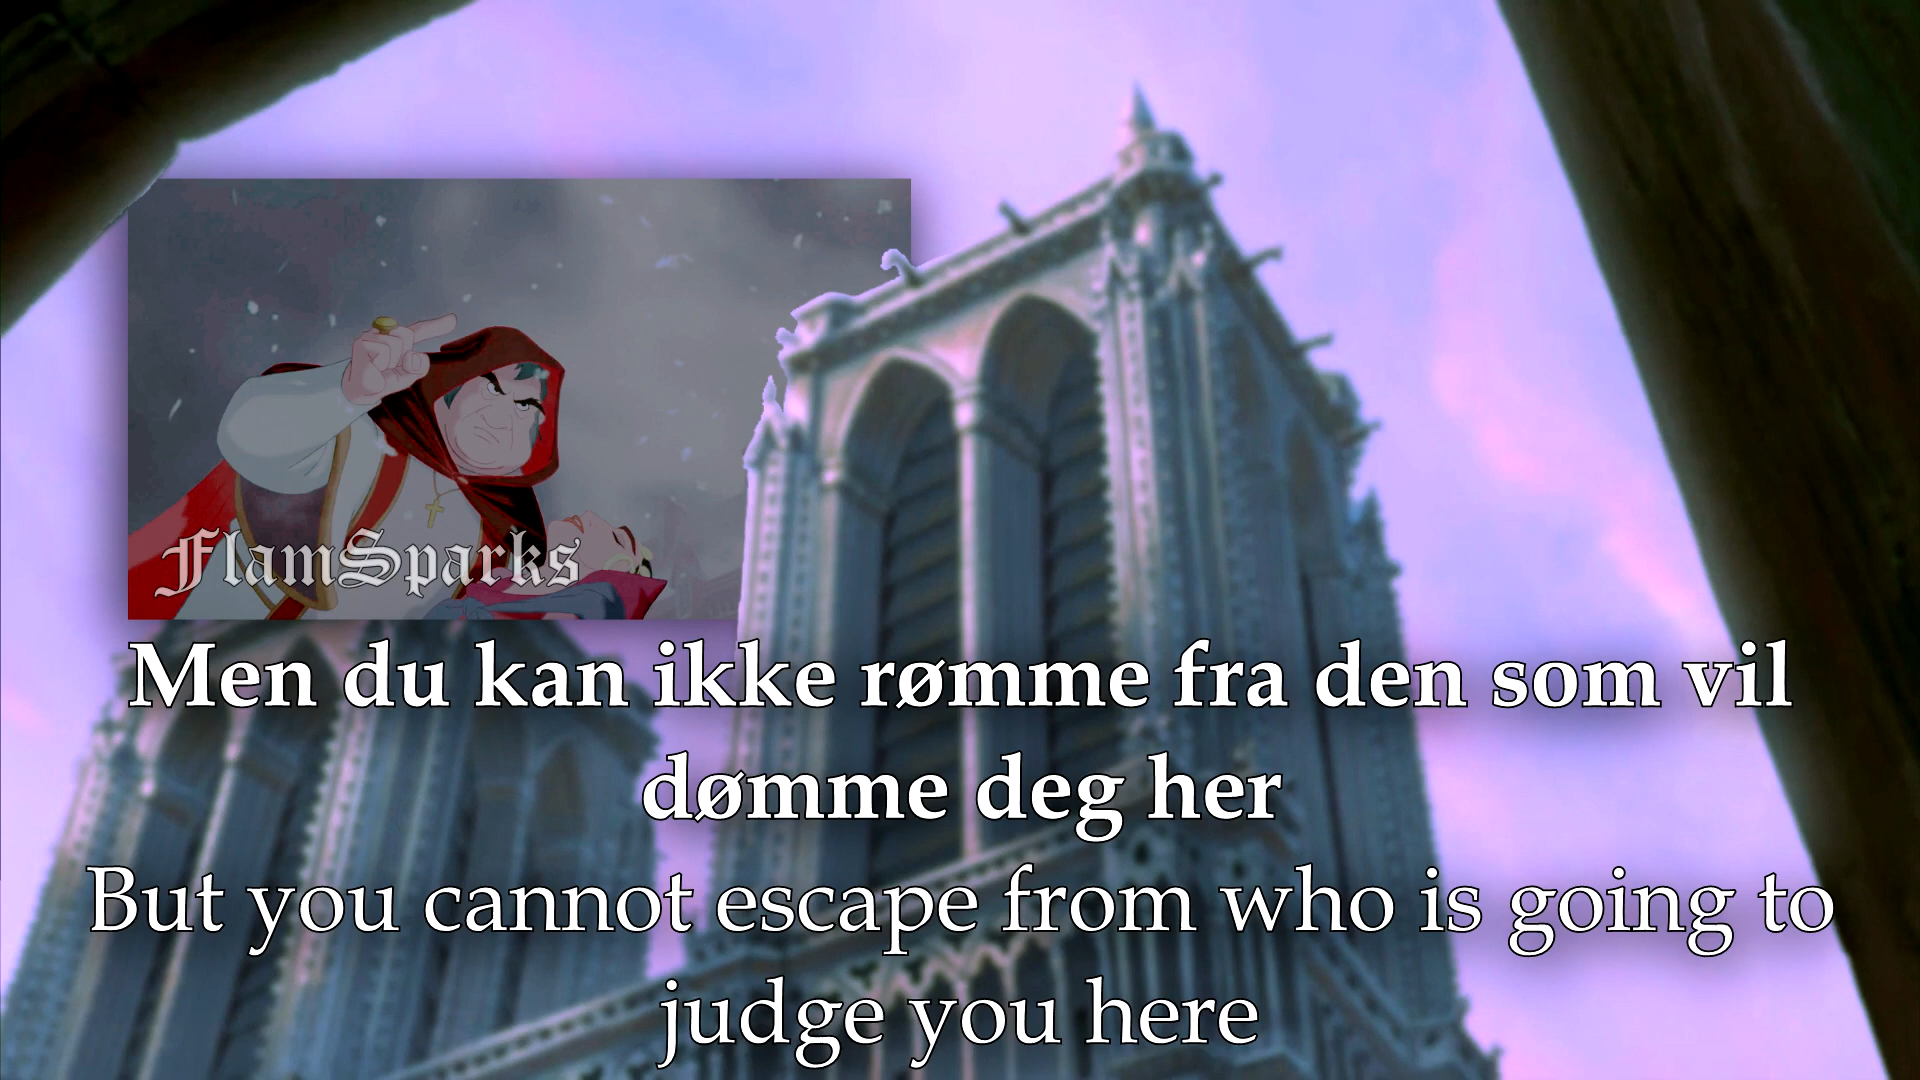 FlamSparks
Men du kan ikke rømme fra den som vil
dømme deg her
But you cannot escape from who is going to
judge you here